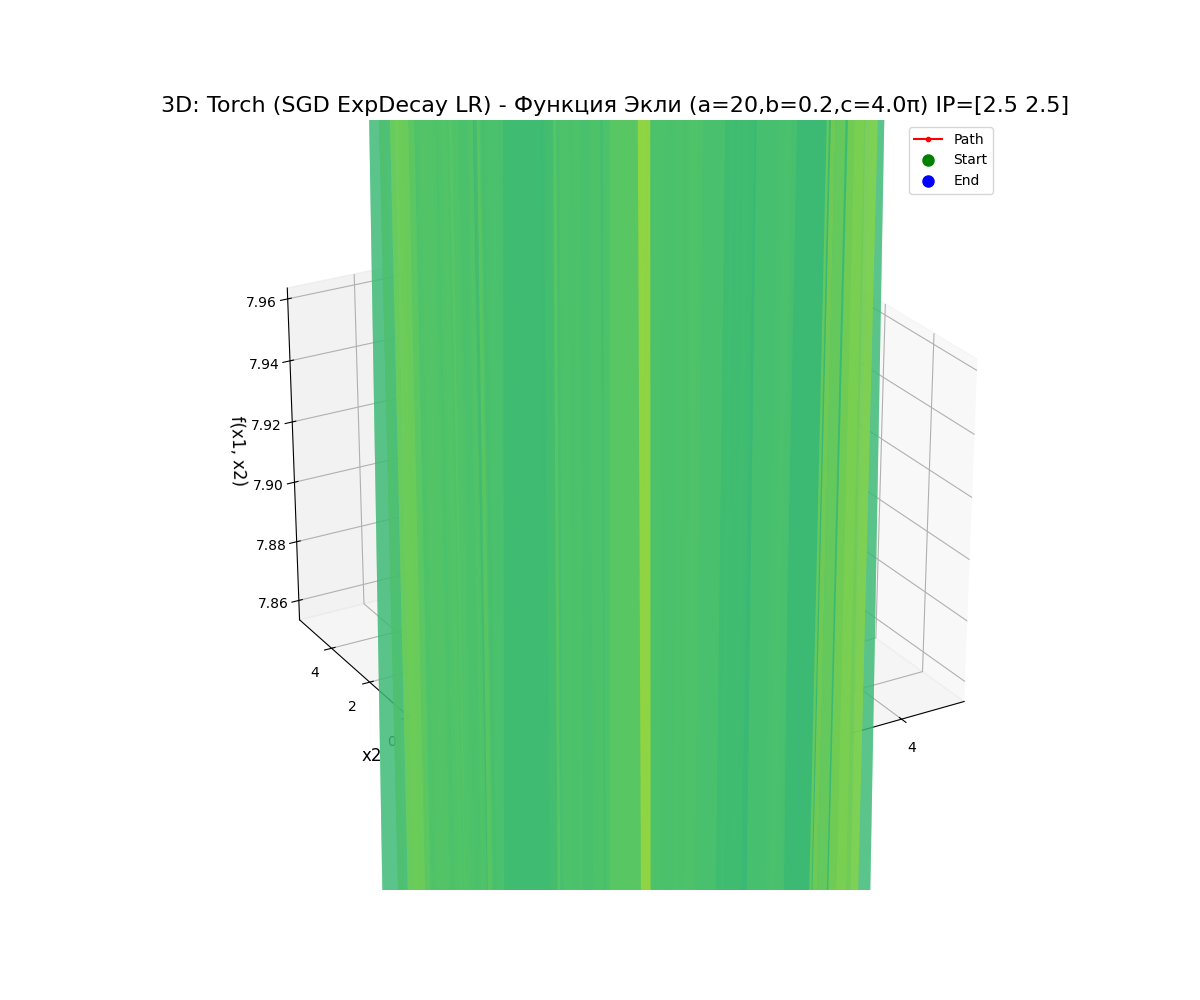 3D: Torch (SGD ExpDecay LR) - Функция Экли (a=20,b=0.2,c=4.0π) IP=[2.5 2.5]
Path
Start
End
7.96
7.94
7.92
7.90
7.88
7.86
f(x1, x2)
4
2
0
x2
4